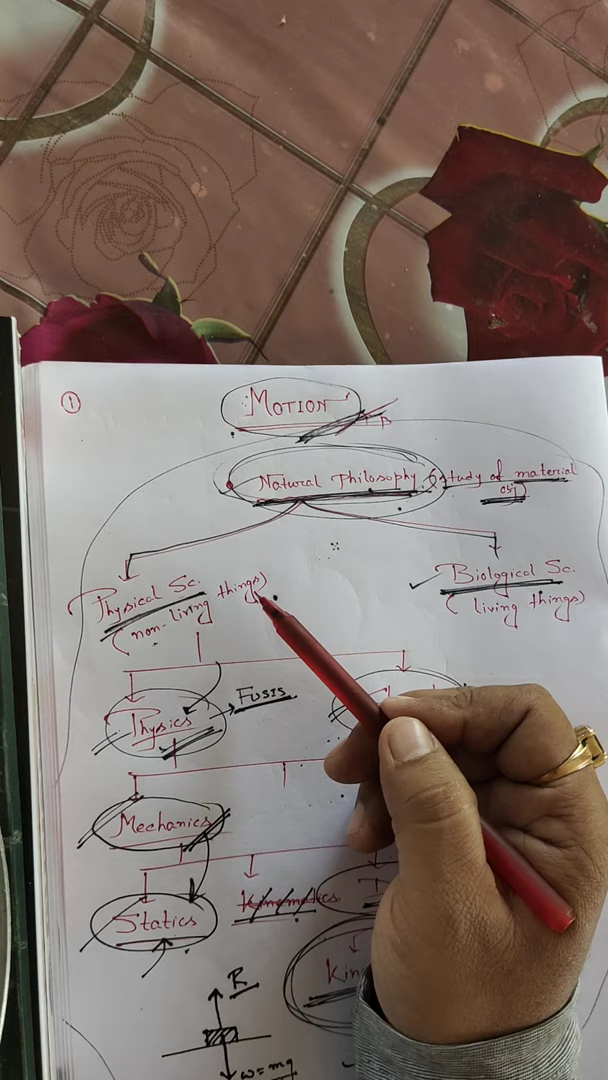 ①
MOTION
Natural Philosophy (Study of material
obj)
Physical Sc.
(non-living things)
Biological Sc.
(living things)
Physics → FUSIS
Mechanics
Statics
Kinematics
Kin
R
w = mg